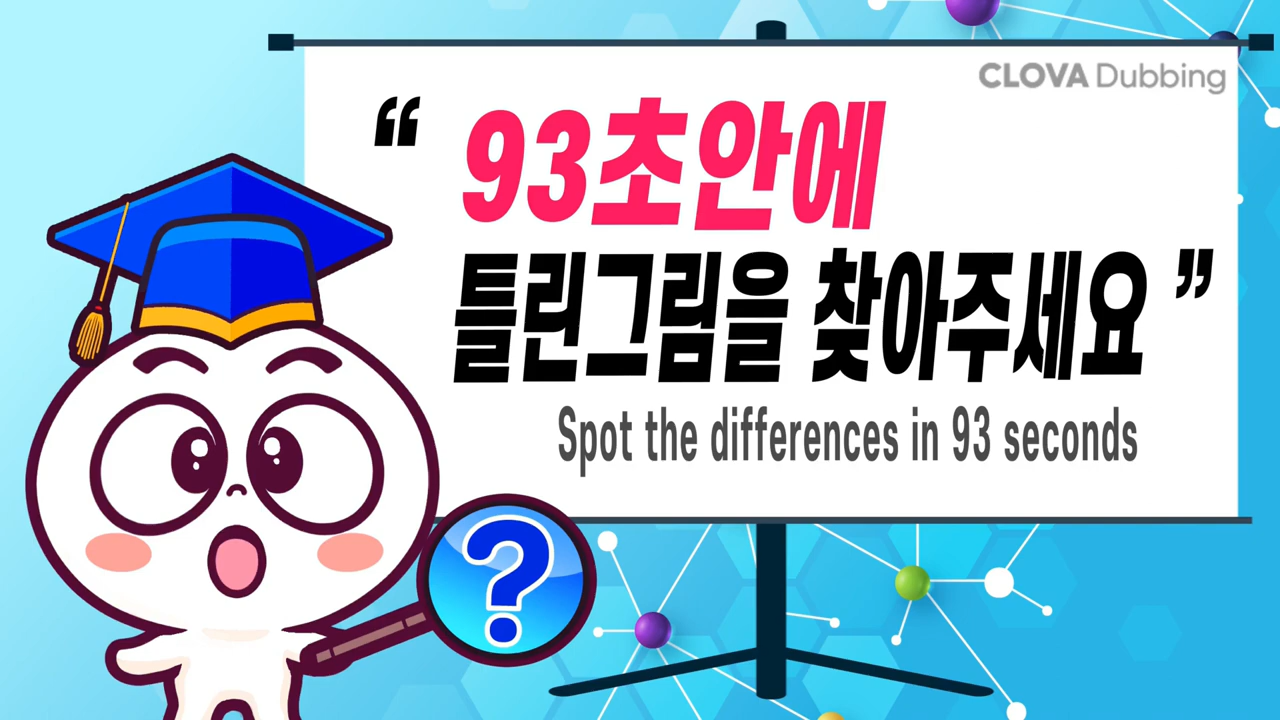 CLOVA Dubbing
“ 93초안에
틀린그림을 찾아주세요 ”
Spot the differences in 93 seconds
?